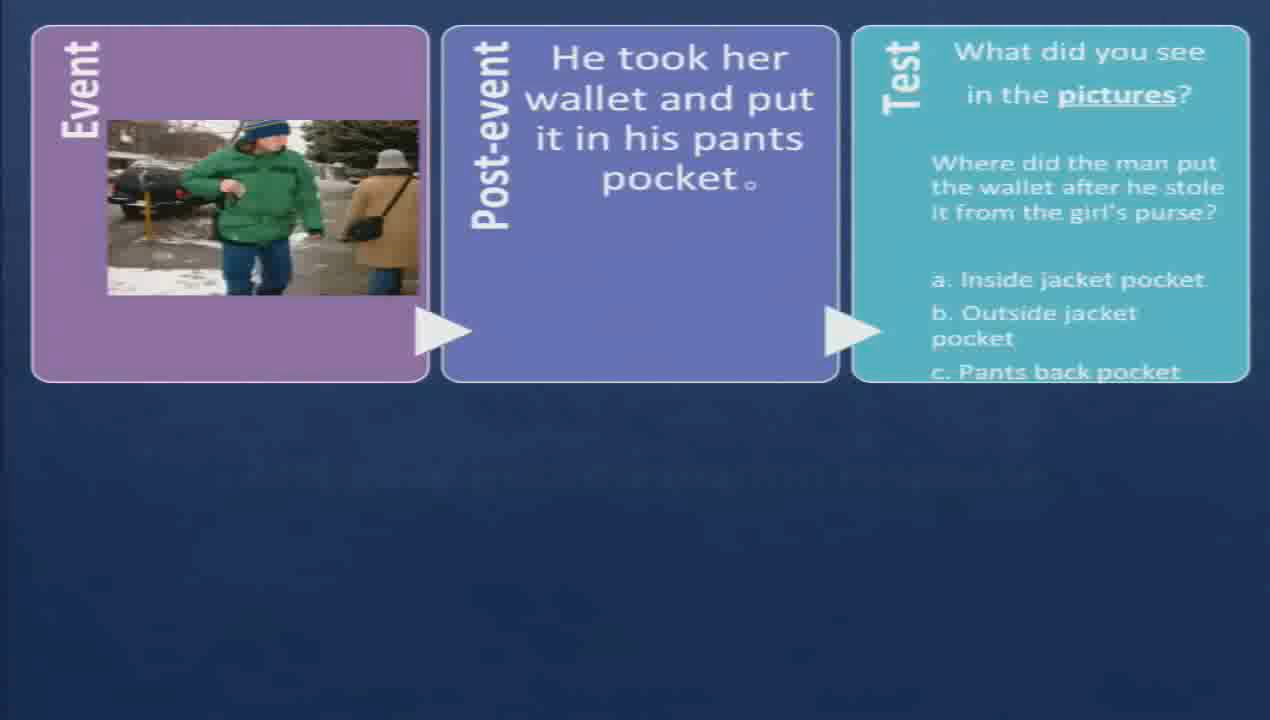 Event
Post-event
He took her
wallet and put
it in his pants
pocket。
Test
What did you see
in the pictures?
Where did the man put
the wallet after he stole
it from the girl's purse?
a. Inside jacket pocket
b. Outside jacket
pocket
c. Pants back pocket